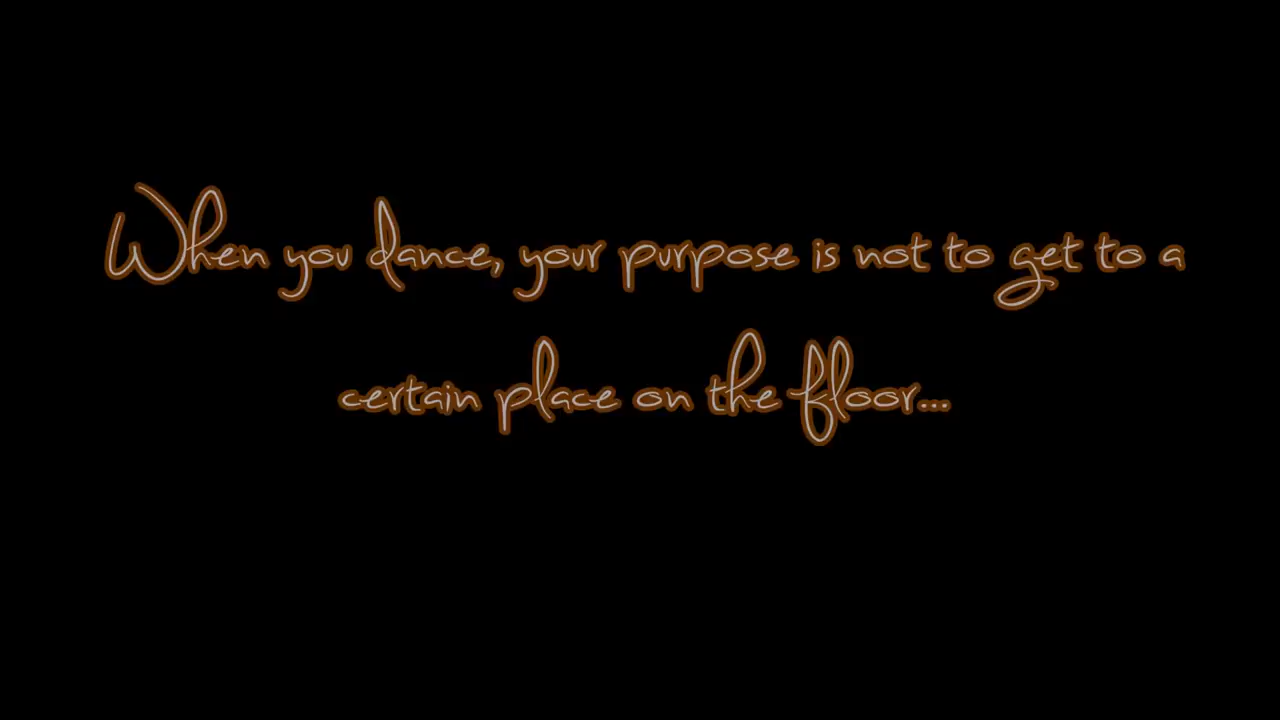 When you dance, your purpose is not to get to a
certain place on the floor...